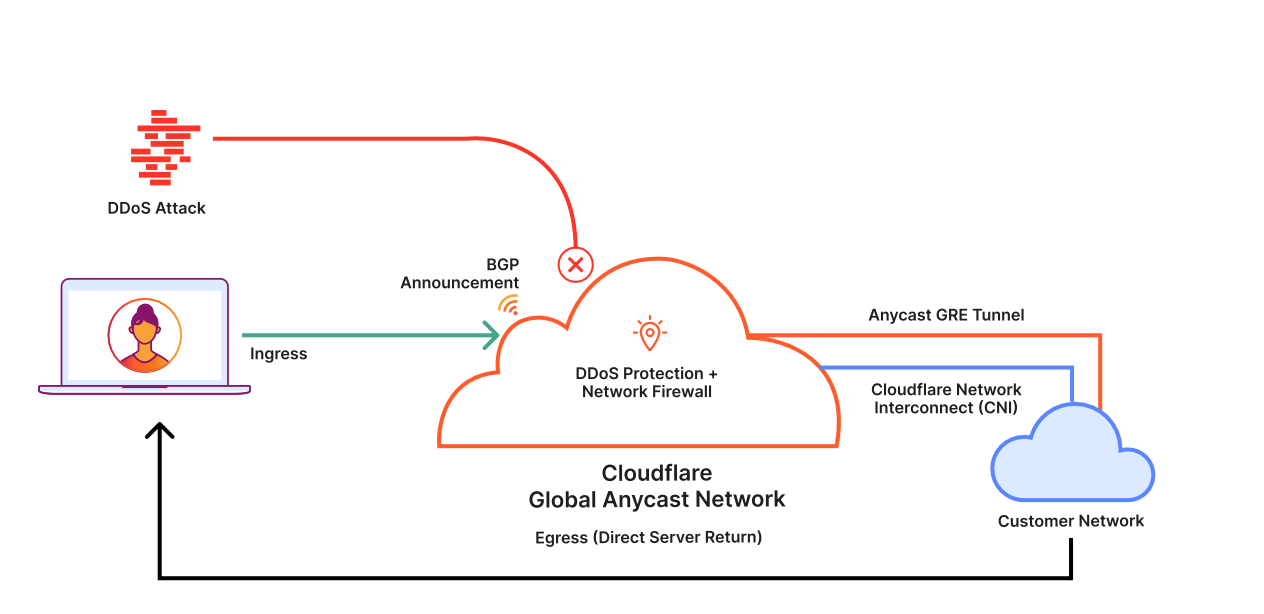 DDoS Attack
BGP
Announcement
Ingress
DDoS Protection +
Network Firewall
Anycast GRE Tunnel
Cloudflare Network
Interconnect (CNI)
Cloudflare
Global Anycast Network
Customer Network
Egress (Direct Server Return)